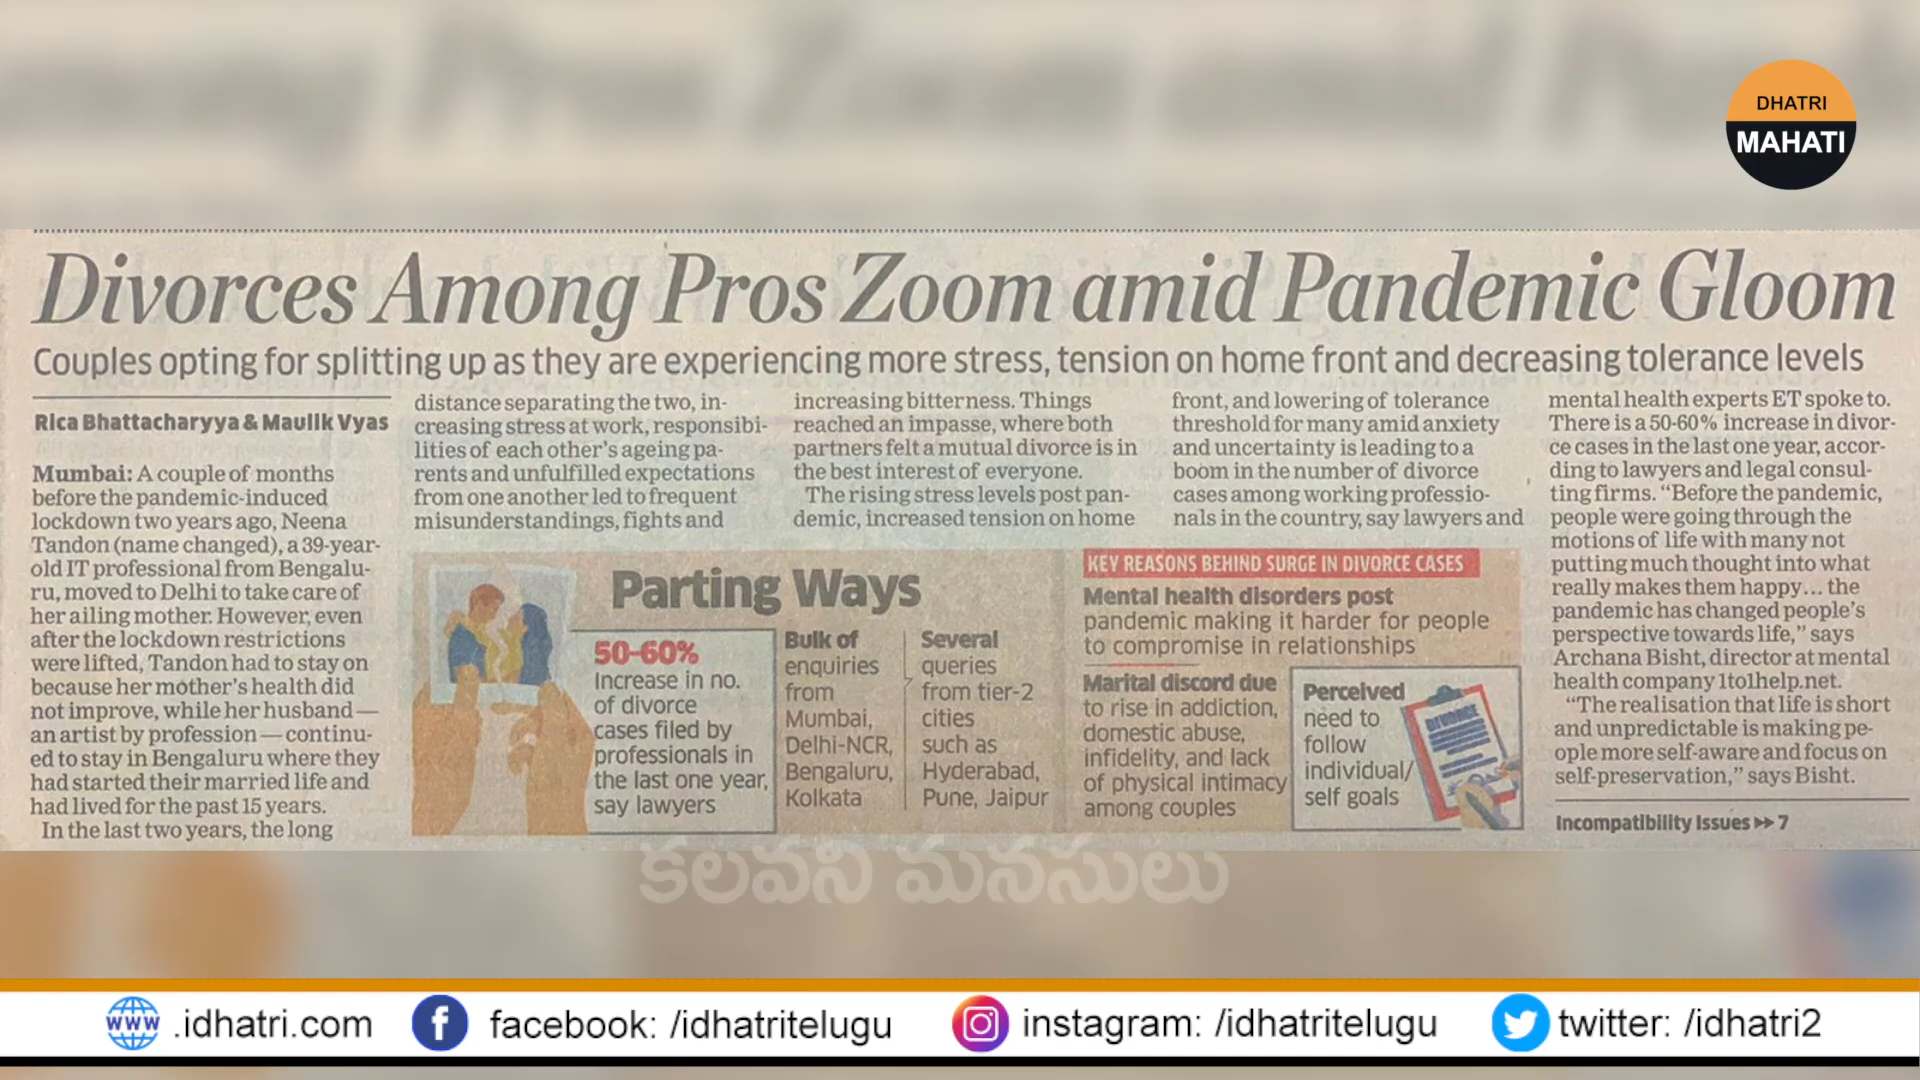 DHATRI
MAHATI
Divorces Among Pros Zoom amid Pandemic Gloom
Couples opting for splitting up as they are experiencing more stress, tension on home front and decreasing tolerance levels
Rica Bhattacharyya & Maulik Vyas
Mumbai: A couple of months
before the pandemic-induced
lockdown two years ago, Neena
Tandon (name changed), a 39-year-
old IT professional from Bengalu-
ru, moved to Delhi to take care of
her ailing mother. However, even
after the lockdown restrictions
were lifted, Tandon had to stay on
because her mother's health did
not improve, while her husband —
an artist by profession — continu-
ed to stay in Bengaluru where they
had started their married life and
had lived for the past 15 years.
In the last two years, the long
distance separating the two, in-
creasing stress at work, responsibi-
lities of each other's ageing pa-
rents and unfulfilled expectations
from one another led to frequent
misunderstandings, fights and
increasing bitterness. Things
reached an impasse, where both
partners felt a mutual divorce is in
the best interest of everyone.
The rising stress levels post pan-
demic, increased tension on home
front, and lowering of tolerance
threshold for many amid anxiety
and uncertainty is leading to a
boom in the number of divorce
cases among working professio-
nals in the country, say lawyers and
mental health experts ET spoke to.
There is a 50-60% increase in divor-
ce cases in the last one year, accor-
ding to lawyers and legal consul-
ting firms. "Before the pandemic,
people were going through the
motions of life with many not
putting much thought into what
really makes them happy... the
pandemic has changed people's
perspective towards life," says
Archana Bisht, director at mental
health company 1to1help.net.
"The realisation that life is short
and unpredictable is making pe-
ople more self-aware and focus on
self-preservation," says Bisht.
Incompatibility Issues ▸▸ 7
Parting Ways
50-60%
Increase in no.
of divorce
cases filed by
professionals in
the last one year,
say lawyers
Bulk of
enquiries
from
Mumbai,
Delhi-NCR,
Bengaluru,
Kolkata
Several
queries
from tier-2
cities
such as
Hyderabad,
Pune, Jaipur
KEY REASONS BEHIND SURGE IN DIVORCE CASES
Mental health disorders post
pandemic making it harder for people
to compromise in relationships
Marital discord due
to rise in addiction,
domestic abuse,
infidelity, and lack
of physical intimacy
among couples
Perceived
need to
follow
individual/
self goals
DIVORCE
కలవని మనసులు
www .idhatri.com
facebook: /idhatritelugu
instagram: /idhatritelugu
twitter: /idhatri2